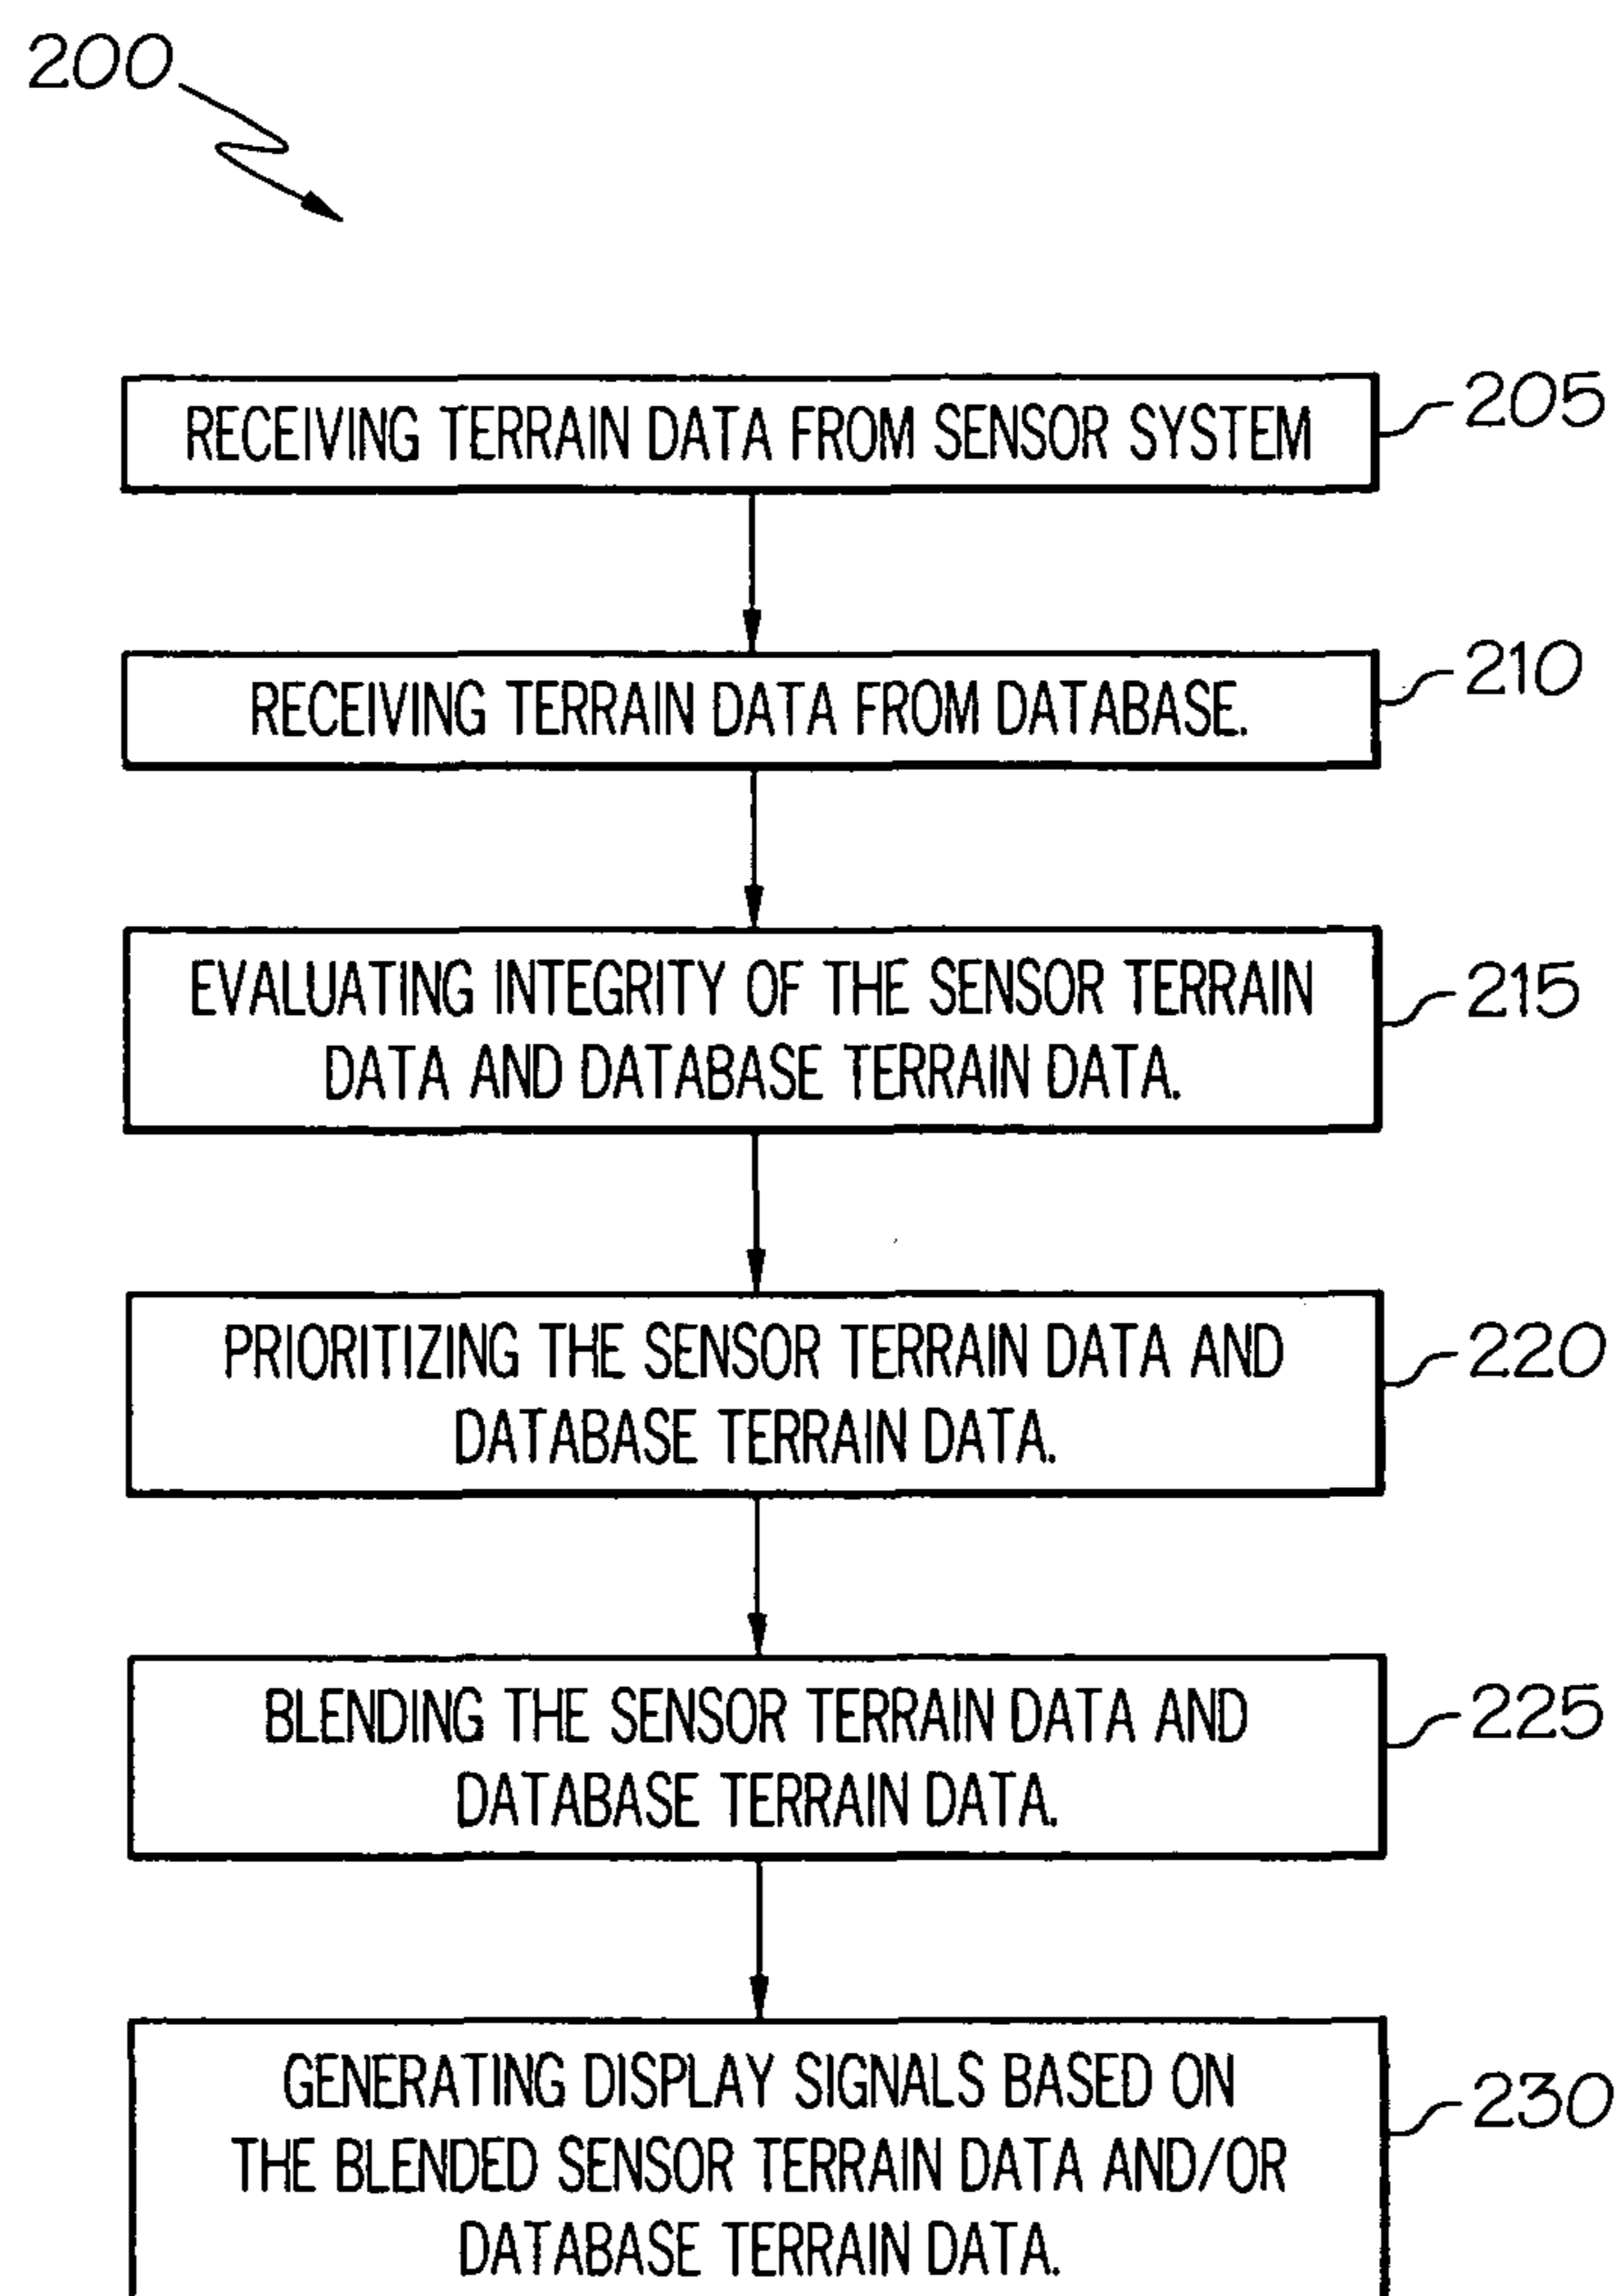 200
RECEIVING TERRAIN DATA FROM SENSOR SYSTEM
205
RECEIVING TERRAIN DATA FROM DATABASE.
210
EVALUATING INTEGRITY OF THE SENSOR TERRAIN
DATA AND DATABASE TERRAIN DATA.
215
PRIORITIZING THE SENSOR TERRAIN DATA AND
DATABASE TERRAIN DATA.
220
BLENDING THE SENSOR TERRAIN DATA AND
DATABASE TERRAIN DATA.
225
GENERATING DISPLAY SIGNALS BASED ON
THE BLENDED SENSOR TERRAIN DATA AND/OR
DATABASE TERRAIN DATA.
230